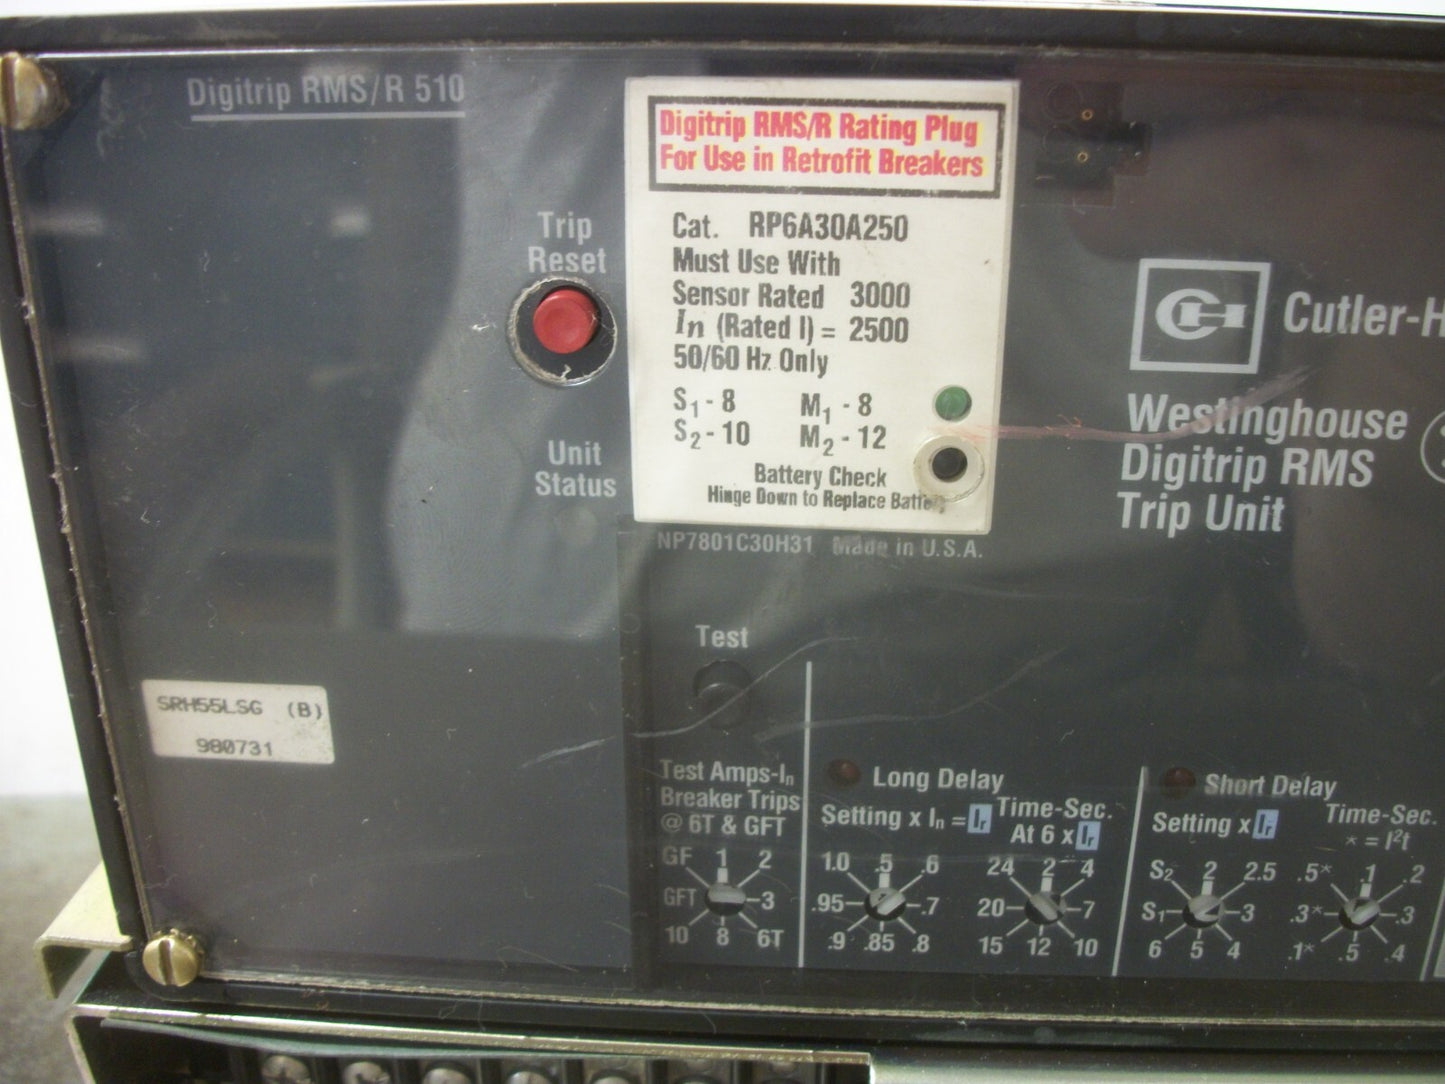 Digitrip RMS/R 510
Digitrip RMS/R Rating Plug
For Use in Retrofit Breakers
Cat. RP6A30A250
Must Use With
Sensor Rated 3000
In (Rated I) = 2500
50/60 Hz Only
S1 - 8 M1 - 8
S2 - 10 M2 - 12
Battery Check
Hinge Down to Replace Battery
Trip
Reset
Unit
Status
NP7801C30H31 Made in U.S.A.
CH Cutler-H
Westinghouse
Digitrip RMS
Trip Unit
SRH55LSG (B)
980731
Test
Test Amps-In
Breaker Trips
@ 6T & GFT
GF 1 2
GFT 3
10 8 6T
Long Delay
Setting x In = Ir
1.0 .5 .6
.95 .7
.9 .85 .8
Time-Sec.
At 6 x Ir
24 2 4
20 7
15 12 10
Short Delay
Setting x Ir
S2 2 2.5
S1 3
6 5 4
Time-Sec.
* = I²t
.5* .1 .2
.3* .3
.1* .5 .4